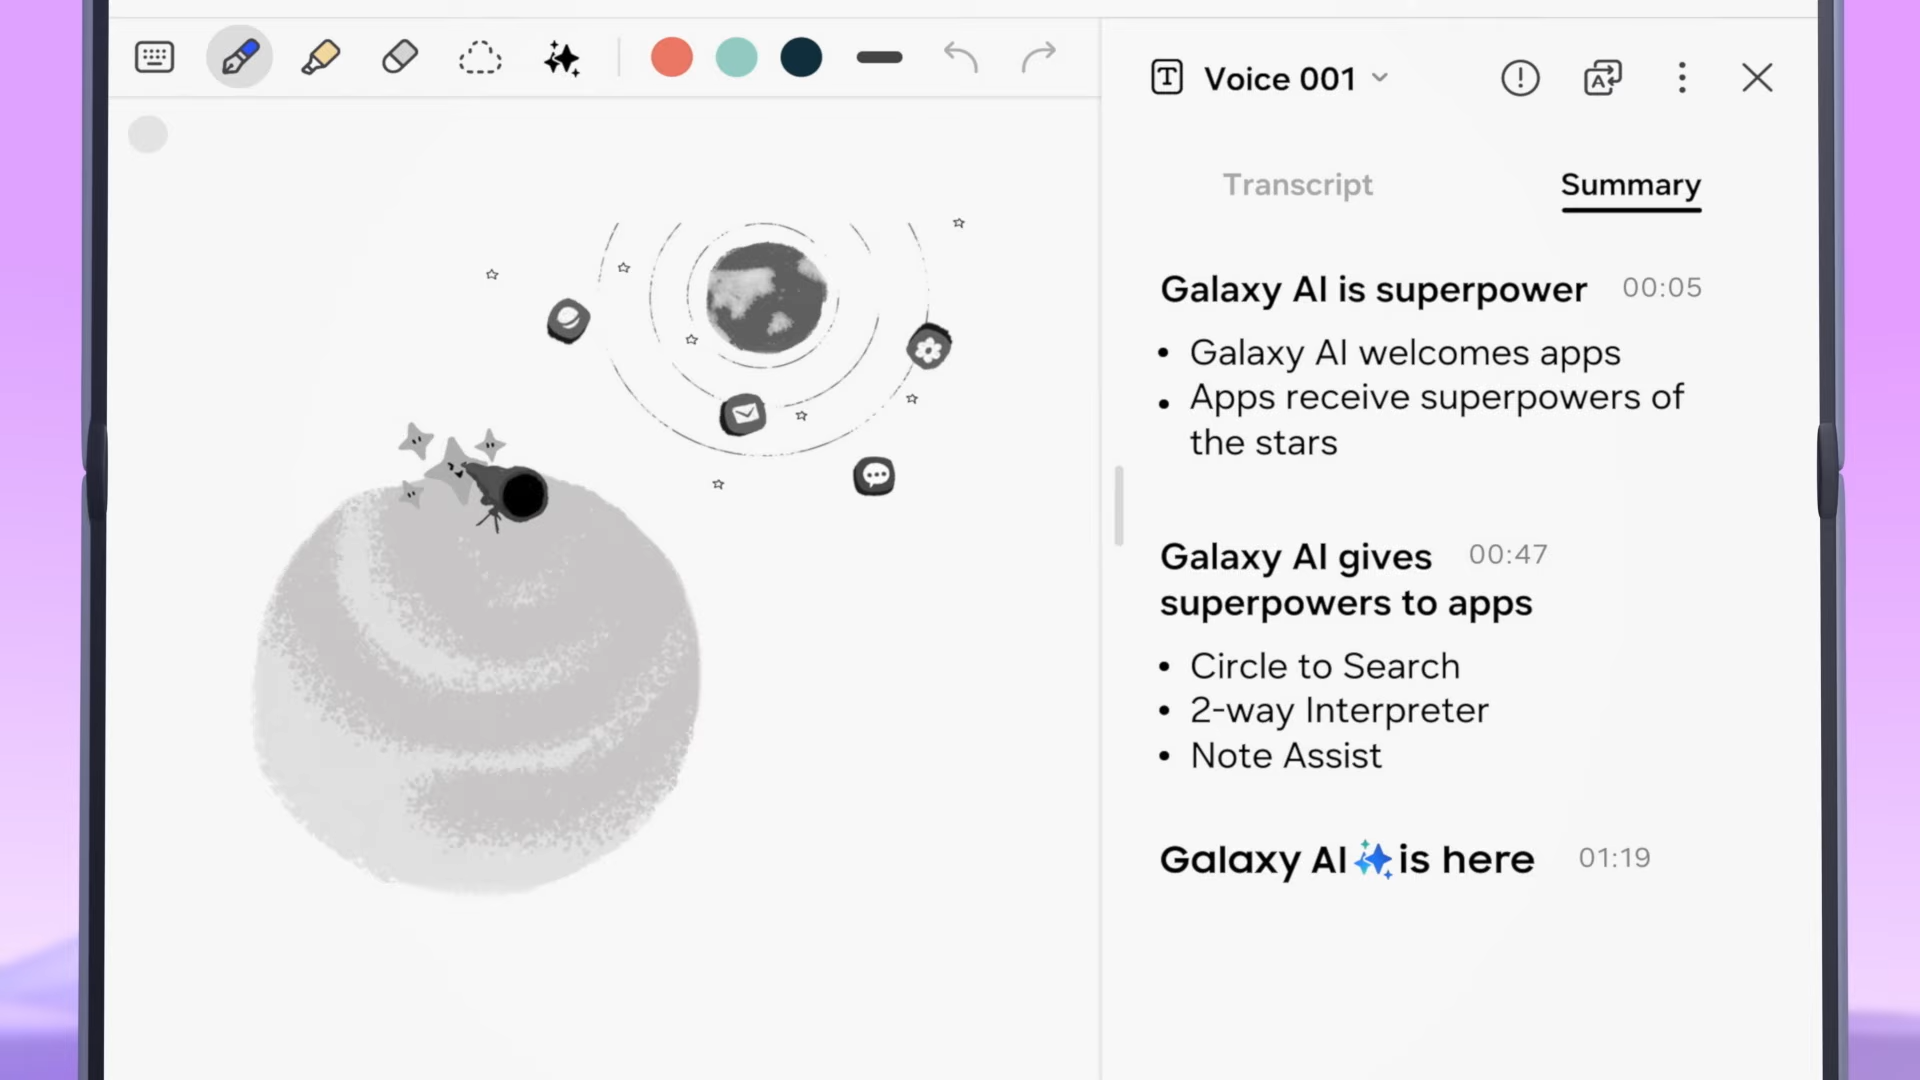 Voice 001
Transcript
Summary
Galaxy AI is superpower 00:05
• Galaxy AI welcomes apps
• Apps receive superpowers of
the stars
Galaxy AI gives 00:47
superpowers to apps
• Circle to Search
• 2-way Interpreter
• Note Assist
Galaxy AI is here 01:19